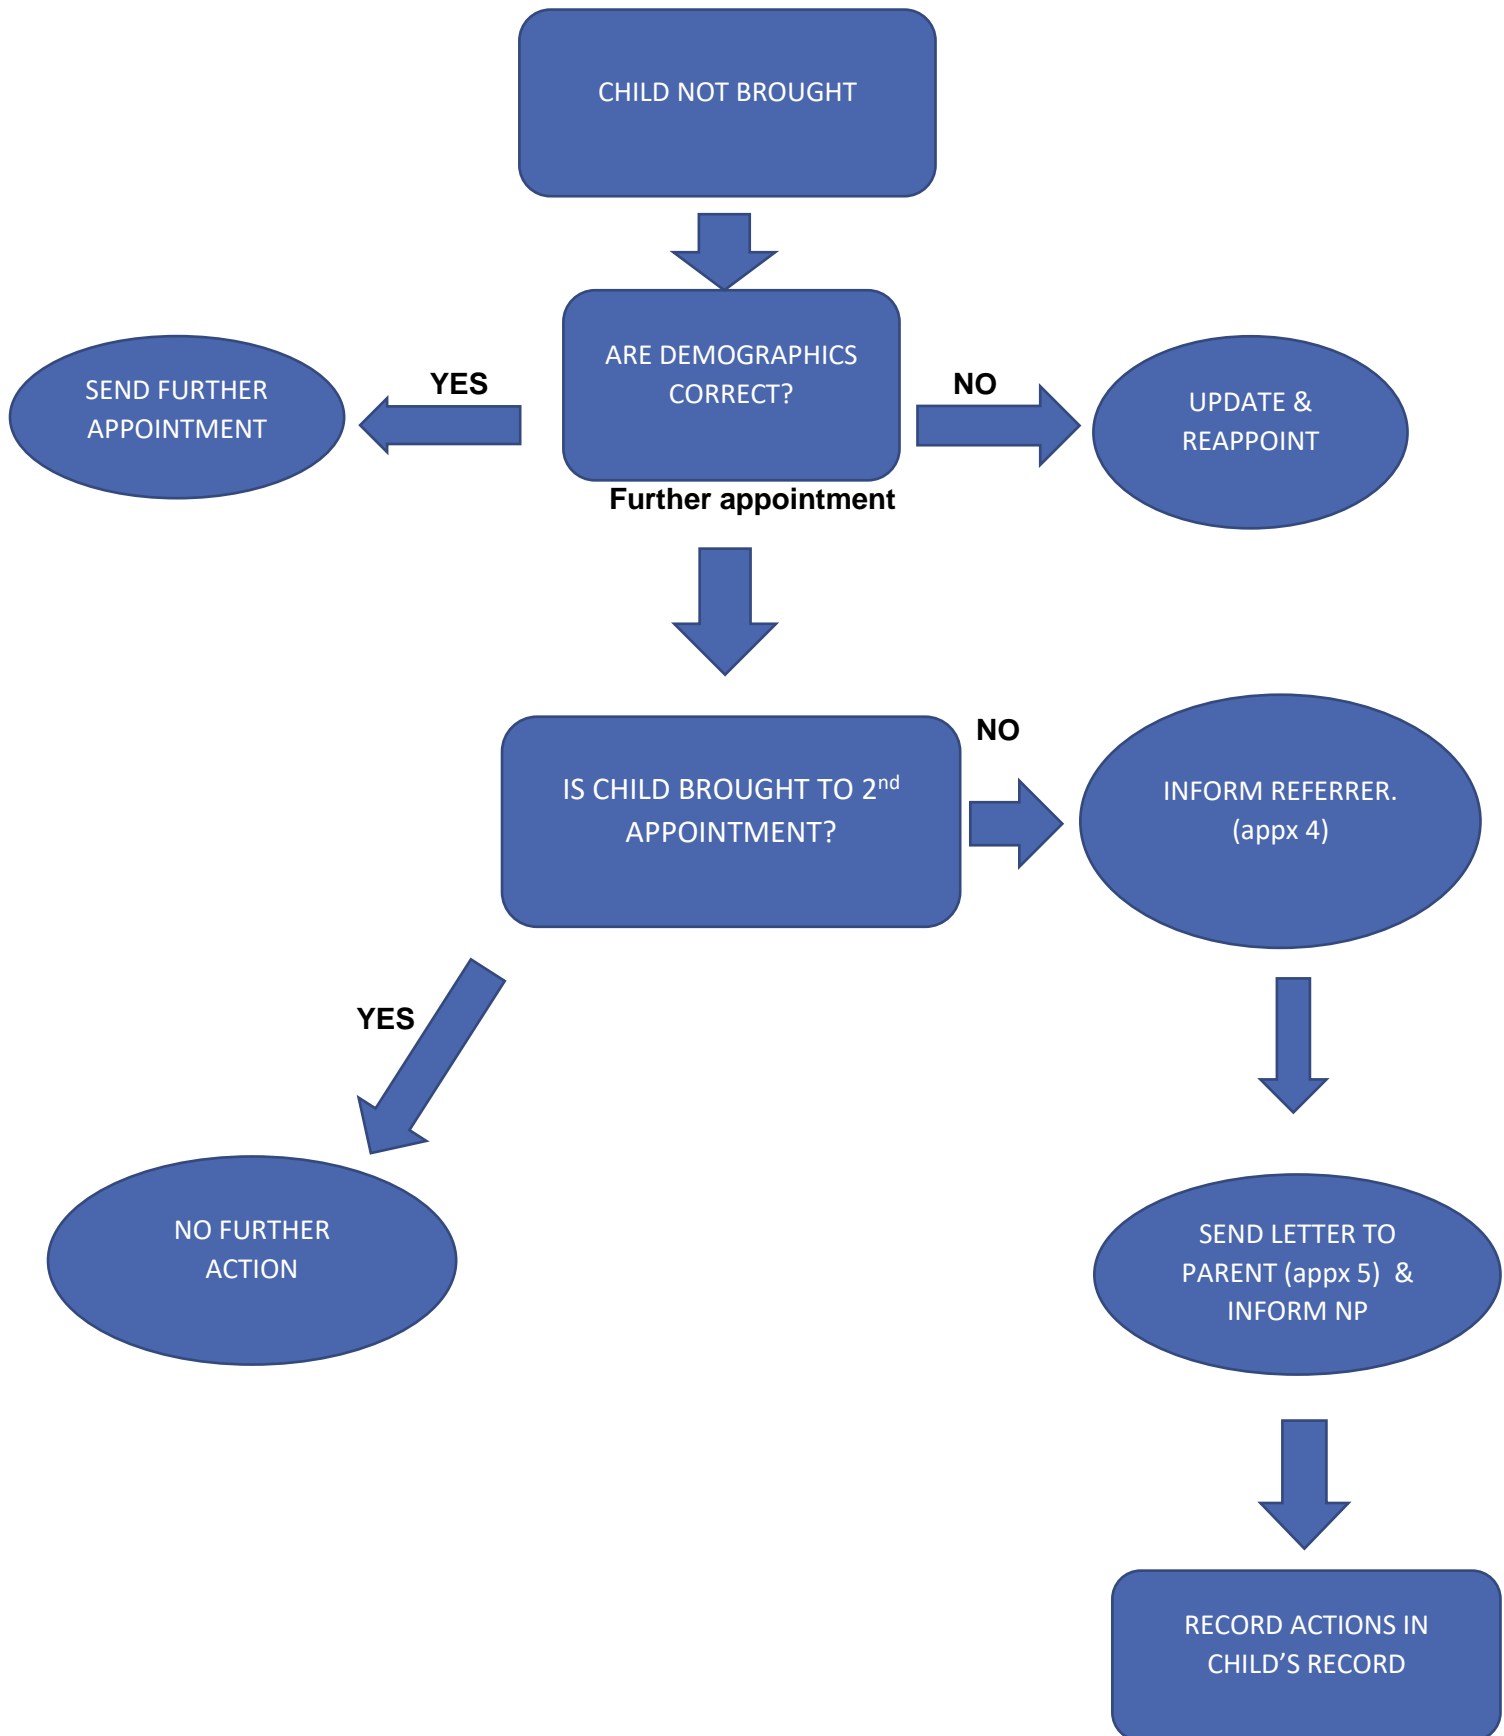 CHILD NOT BROUGHT
ARE DEMOGRAPHICS
CORRECT?
YES
NO
SEND FURTHER
APPOINTMENT
UPDATE &
REAPPOINT
Further appointment
IS CHILD BROUGHT TO 2nd
APPOINTMENT?
NO
INFORM REFERRER.
(appx 4)
YES
NO FURTHER
ACTION
SEND LETTER TO
PARENT (appx 5) &
INFORM NP
RECORD ACTIONS IN
CHILD’S RECORD